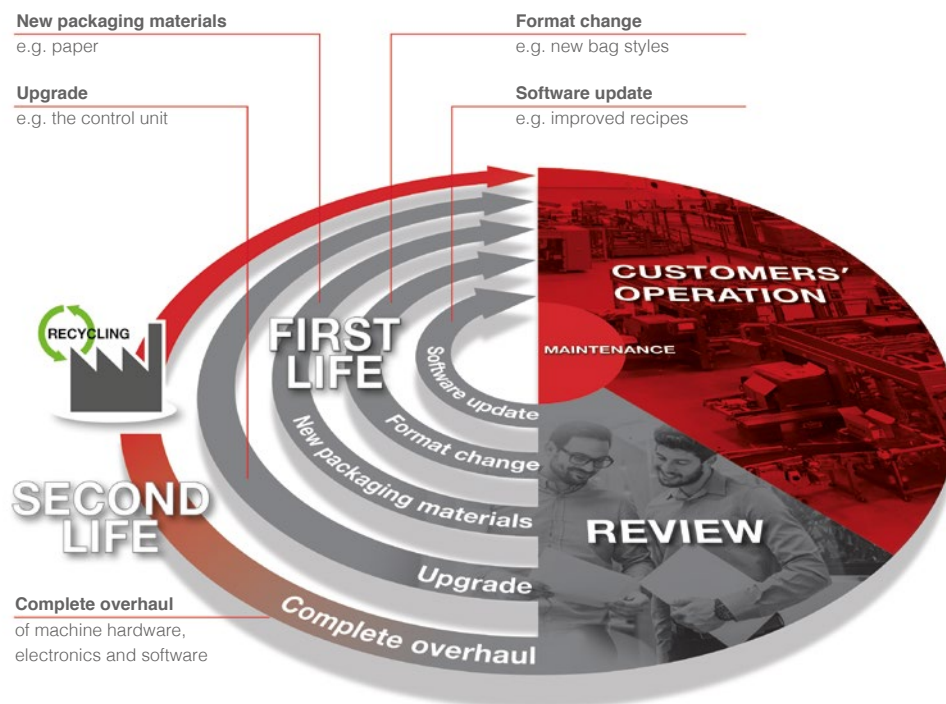 New packaging materials
e.g. paper
Format change
e.g. new bag styles
Upgrade
e.g. the control unit
Software update
e.g. improved recipes
CUSTOMERS’
OPERATION
RECYCLING
FIRST
LIFE
MAINTENANCE
Software update
Format change
New packaging materials
Upgrade
Complete overhaul
SECOND
LIFE
REVIEW
Complete overhaul
of machine hardware,
electronics and software